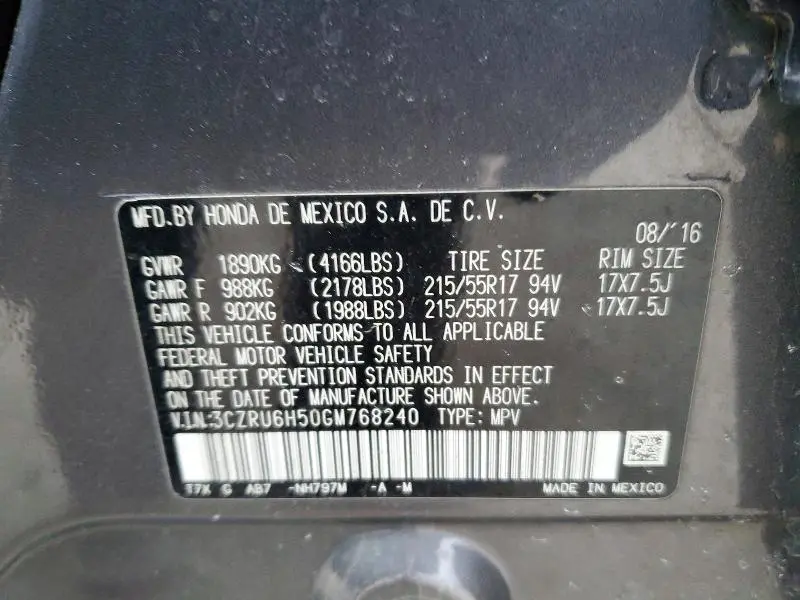 MFD.BY HONDA DE MEXICO S.A. DE C.V.
08/'16
GVWR 1890KG (4166LBS) TIRE SIZE RIM SIZE
GAWR F 988KG (2178LBS) 215/55R17 94V 17X7.5J
GAWR R 902KG (1988LBS) 215/55R17 94V 17X7.5J
THIS VEHICLE CONFORMS TO ALL APPLICABLE
FEDERAL MOTOR VEHICLE SAFETY
AND THEFT PREVENTION STANDARDS IN EFFECT
ON THE DATE OF MANUFACTURE SHOWN ABOVE.
V.I.N:3CZRU6H50GM768240 TYPE: MPV
T7X G AB7 -NH797M -A -M MADE IN MEXICO